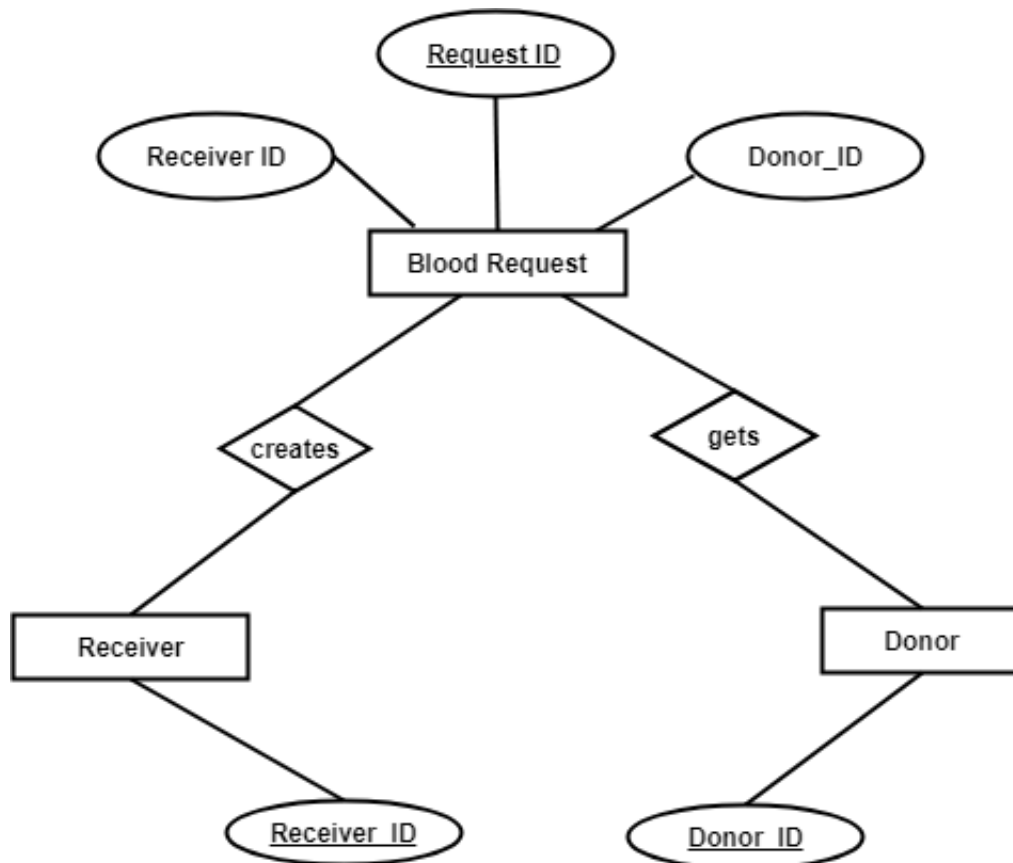 Request ID
Receiver ID
Donor_ID
Blood Request
creates
gets
Receiver
Donor
Receiver_ID
Donor_ID